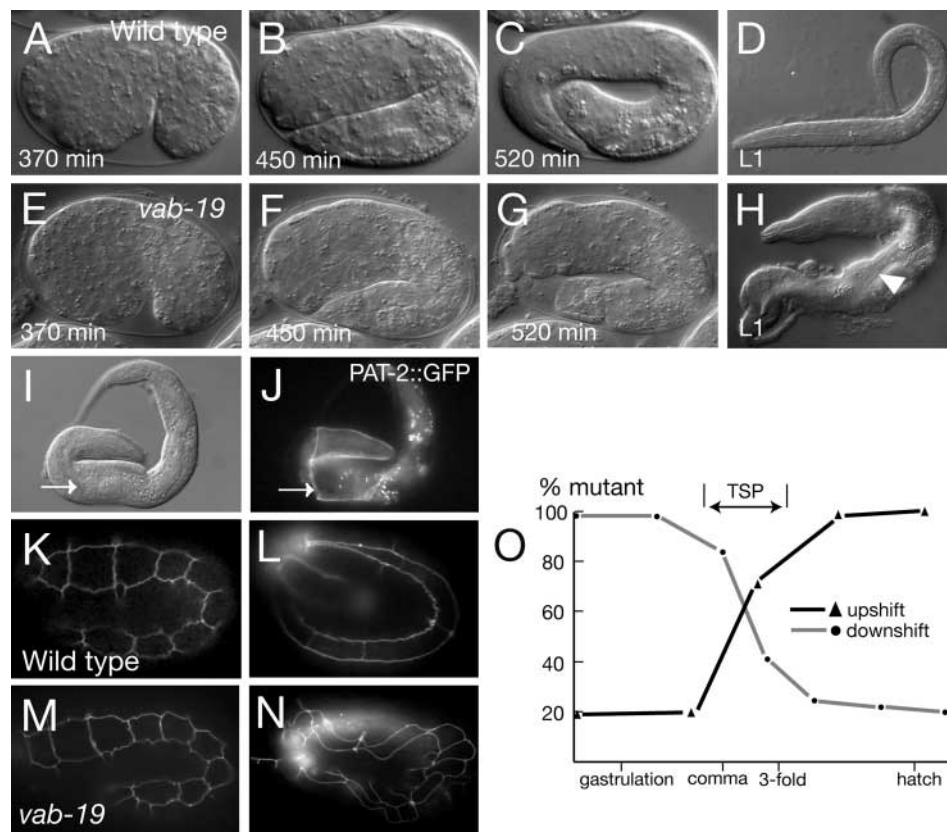 A Wild type
B
C
D
370 min
450 min
520 min
L1
E vab-19
F
G
H
370 min
450 min
520 min
L1
I
J PAT-2::GFP
K
L
Wild type
M
N
vab-19
O
% mutant
TSP
100
80
60
40
20
upshift
downshift
gastrulation
comma
3-fold
hatch